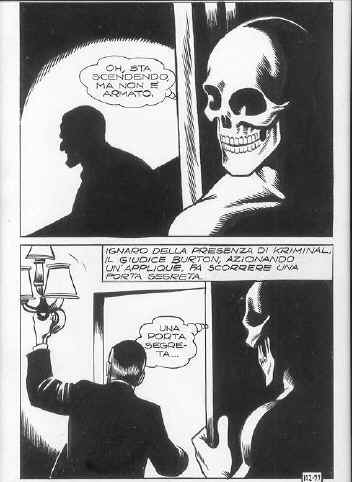 OH, STA
SCENDENDO,
MA NON È
ARMATO.
IGNARO DELLA PRESENZA DI KRIMINAL,
IL GIUDICE BURTON, AZIONANDO
UN'APPLIQUE, FA SCORRERE UNA
PORTA SEGRETA.
UNA
PORTA
SEGRE-
TA...